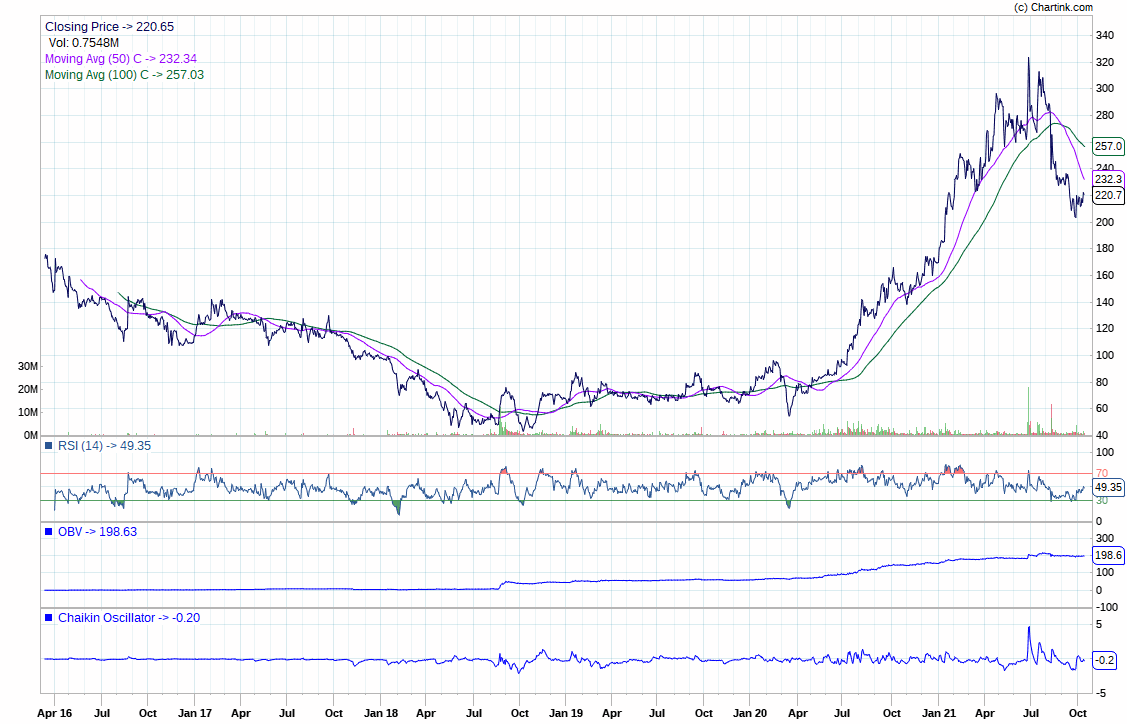 (c) Chartink.com
Closing Price -> 220.65
Vol: 0.7548M
Moving Avg (50) C -> 232.34
Moving Avg (100) C -> 257.03
340
320
300
280
257.0
240
232.3
220.7
200
180
160
140
120
100
80
60
40
30M
20M
10M
0M
RSI (14) -> 49.35
100
70
49.35
30
0
OBV -> 198.63
300
198.6
100
0
-100
Chaikin Oscillator -> -0.20
5
-0.2
-5
Apr 16 Jul Oct Jan 17 Apr Jul Oct Jan 18 Apr Jul Oct Jan 19 Apr Jul Oct Jan 20 Apr Jul Oct Jan 21 Apr Jul Oct